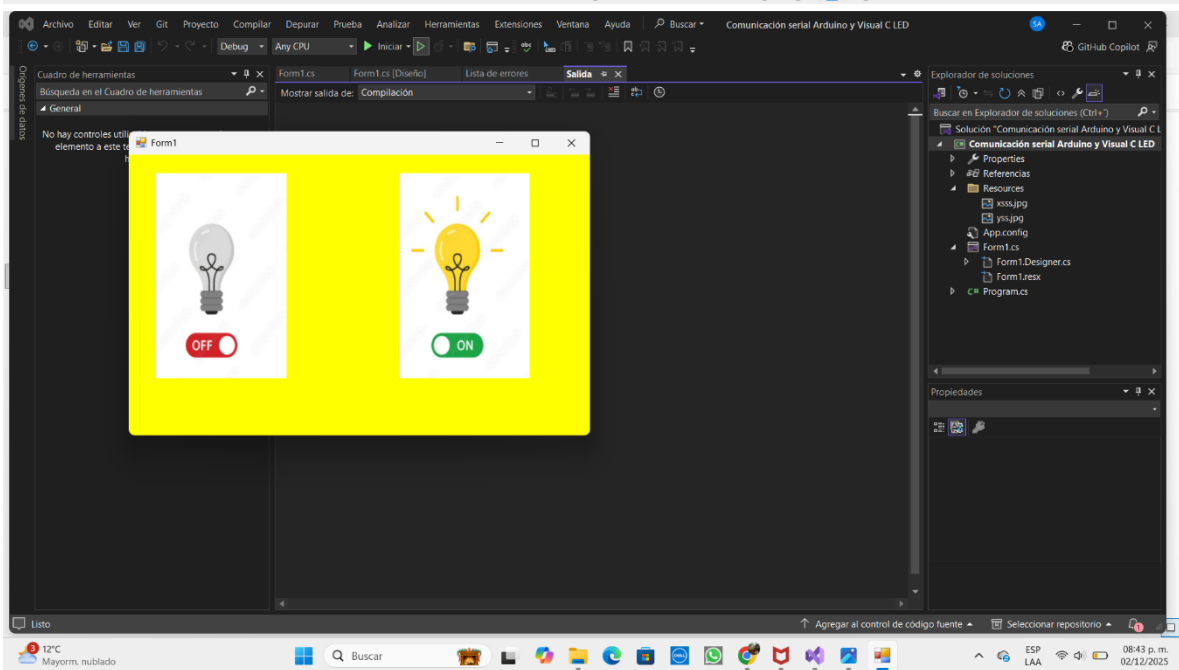 Archivo Editar Ver Git Proyecto Compilar Depurar Prueba Analizar Herramientas Extensiones Ventana Ayuda Buscar Comunicación serial Arduino y Visual C LED SA
Debug Any CPU Iniciar GitHub Copilot
Orígenes de datos
Cuadro de herramientas
Búsqueda en el Cuadro de herramientas
General
No hay controles utili
elemento a este te
h
Form1.cs Form1.cs [Diseño] Lista de errores Salida
Mostrar salida de: Compilación
Form1
OFF
ON
Explorador de soluciones
Buscar en Explorador de soluciones (Ctrl+´)
Solución "Comunicación serial Arduino y Visual C L
Comunicación serial Arduino y Visual C LED
Properties
Referencias
Resources
xsss.jpg
yss.jpg
App.config
Form1.cs
Form1.Designer.cs
Form1.resx
C# Program.cs
Propiedades
Listo
Agregar al control de código fuente Seleccionar repositorio 1
3 12°C
Mayorm. nublado
Buscar
DELL
ESP
LAA
08:43 p. m.
02/12/2025